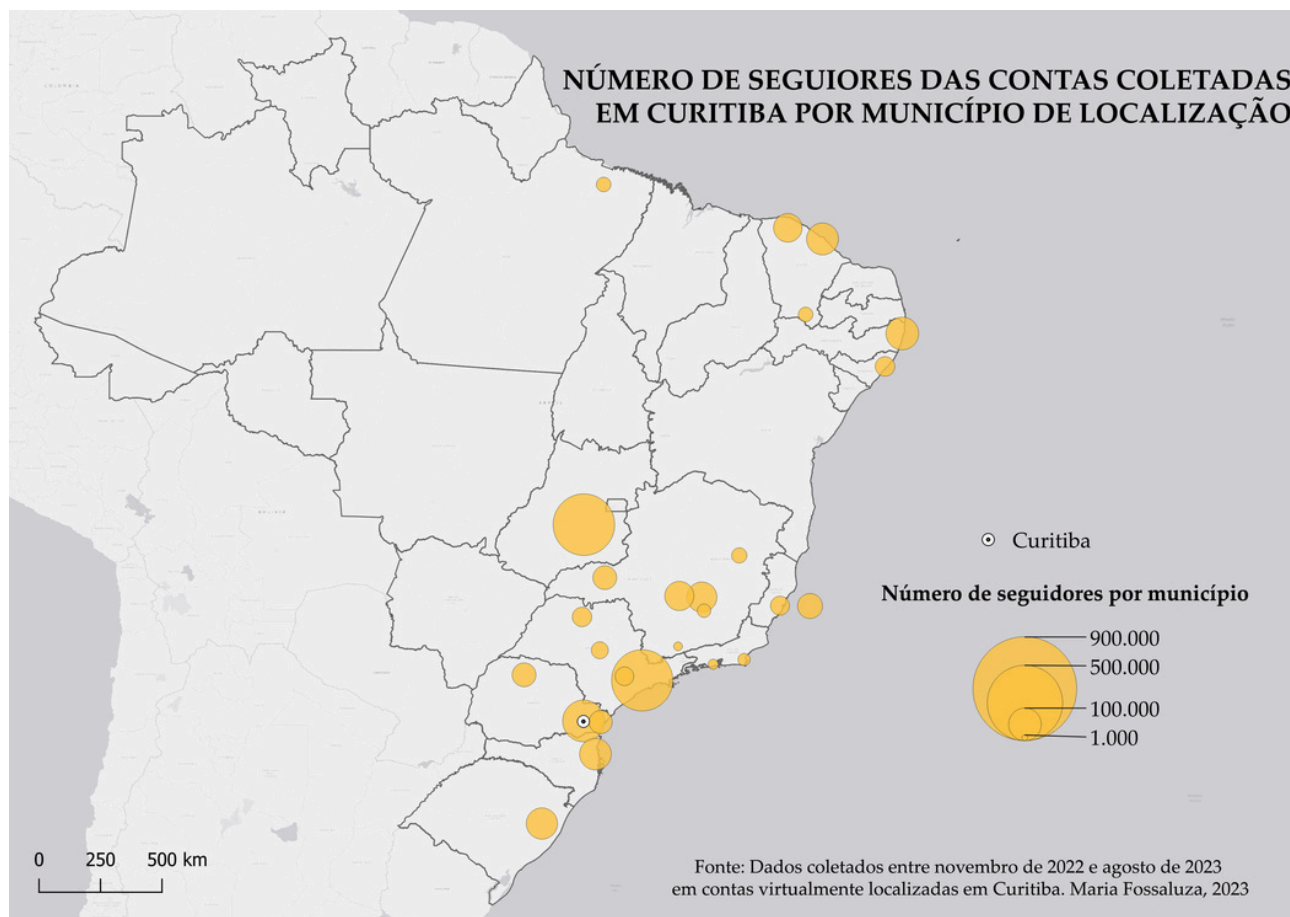 NÚMERO DE SEGUIORES DAS CONTAS COLETADAS
EM CURITIBA POR MUNICÍPIO DE LOCALIZAÇÃO
Curitiba
Número de seguidores por município
900.000
500.000
100.000
1.000
0 250 500 km
Fonte: Dados coletados entre novembro de 2022 e agosto de 2023
em contas virtualmente localizadas em Curitiba. Maria Fossaluza, 2023